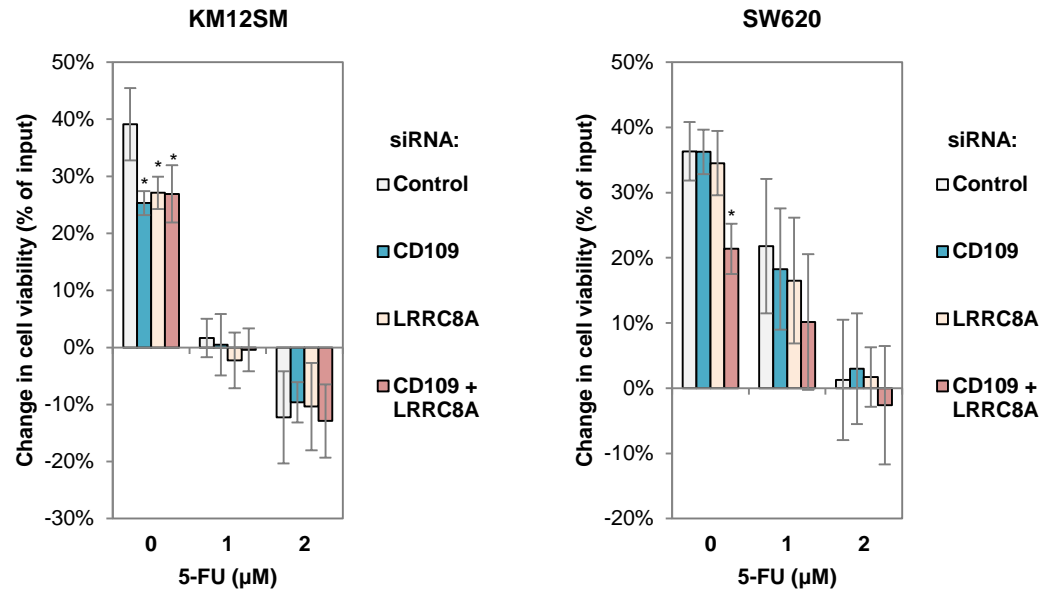 KM12SM
Change in cell viability (% of input)
50%
40%
30%
20%
10%
0%
-10%
-20%
-30%
*
*
*
0 1 2
5-FU (µM)
siRNA:
Control
CD109
LRRC8A
CD109 +
LRRC8A
SW620
Change in cell viability (% of input)
50%
40%
30%
20%
10%
0%
-10%
-20%
*
0 1 2
5-FU (µM)
siRNA:
Control
CD109
LRRC8A
CD109 +
LRRC8A